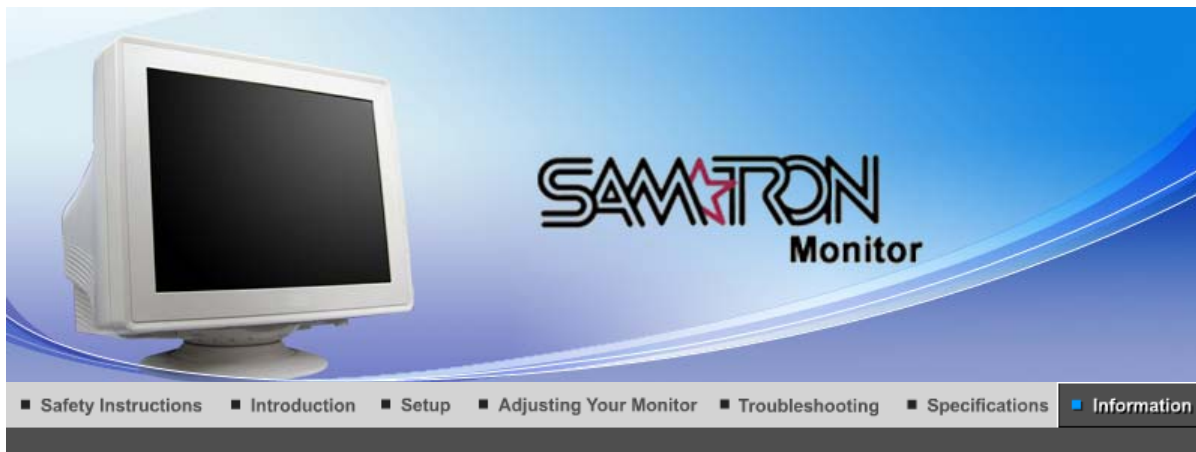 SAMTRON
Monitor
Safety Instructions Introduction Setup Adjusting Your Monitor Troubleshooting Specifications Information